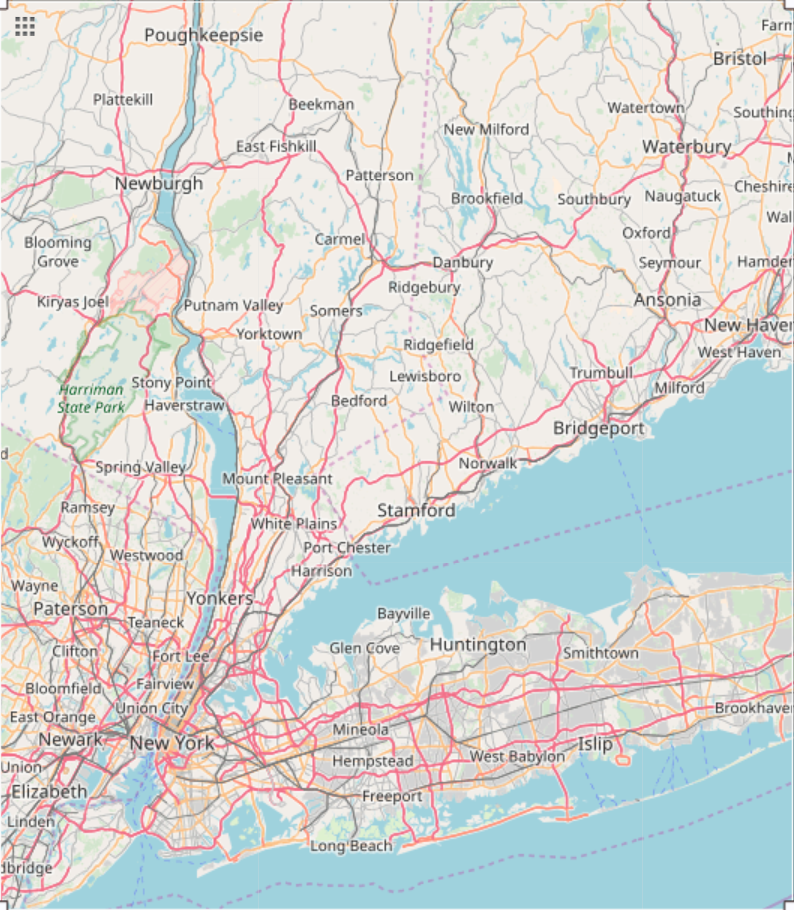 Poughkeepsie
Farm
Bristol
Plattekill
Beekman
Watertown
Southing
New Milford
East Fishkill
Waterbury
Patterson
Newburgh
Cheshire
Brookfield
Southbury
Naugatuck
Wal
Oxford
Blooming
Grove
Carmel
Danbury
Seymour
Hamden
Ridgebury
Kiryas Joel
Putnam Valley
Somers
Ansonia
Yorktown
New Haven
Ridgefield
West Haven
Stony Point
Lewisboro
Trumbull
Milford
Harriman
State Park
Haverstraw
Bedford
Wilton
Bridgeport
d
Spring Valley
Norwalk
Mount Pleasant
Ramsey
Stamford
White Plains
Wyckoff
Westwood
Port Chester
Harrison
Wayne
Yonkers
Paterson
Teaneck
Bayville
Clifton
Fort Lee
Glen Cove
Huntington
Smithtown
Bloomfield
Fairview
Union City
Brookhaven
East Orange
Newark
New York
Mineola
Islip
Union
Hempstead
West Babylon
Elizabeth
Freeport
Linden
Long Beach
dbridge